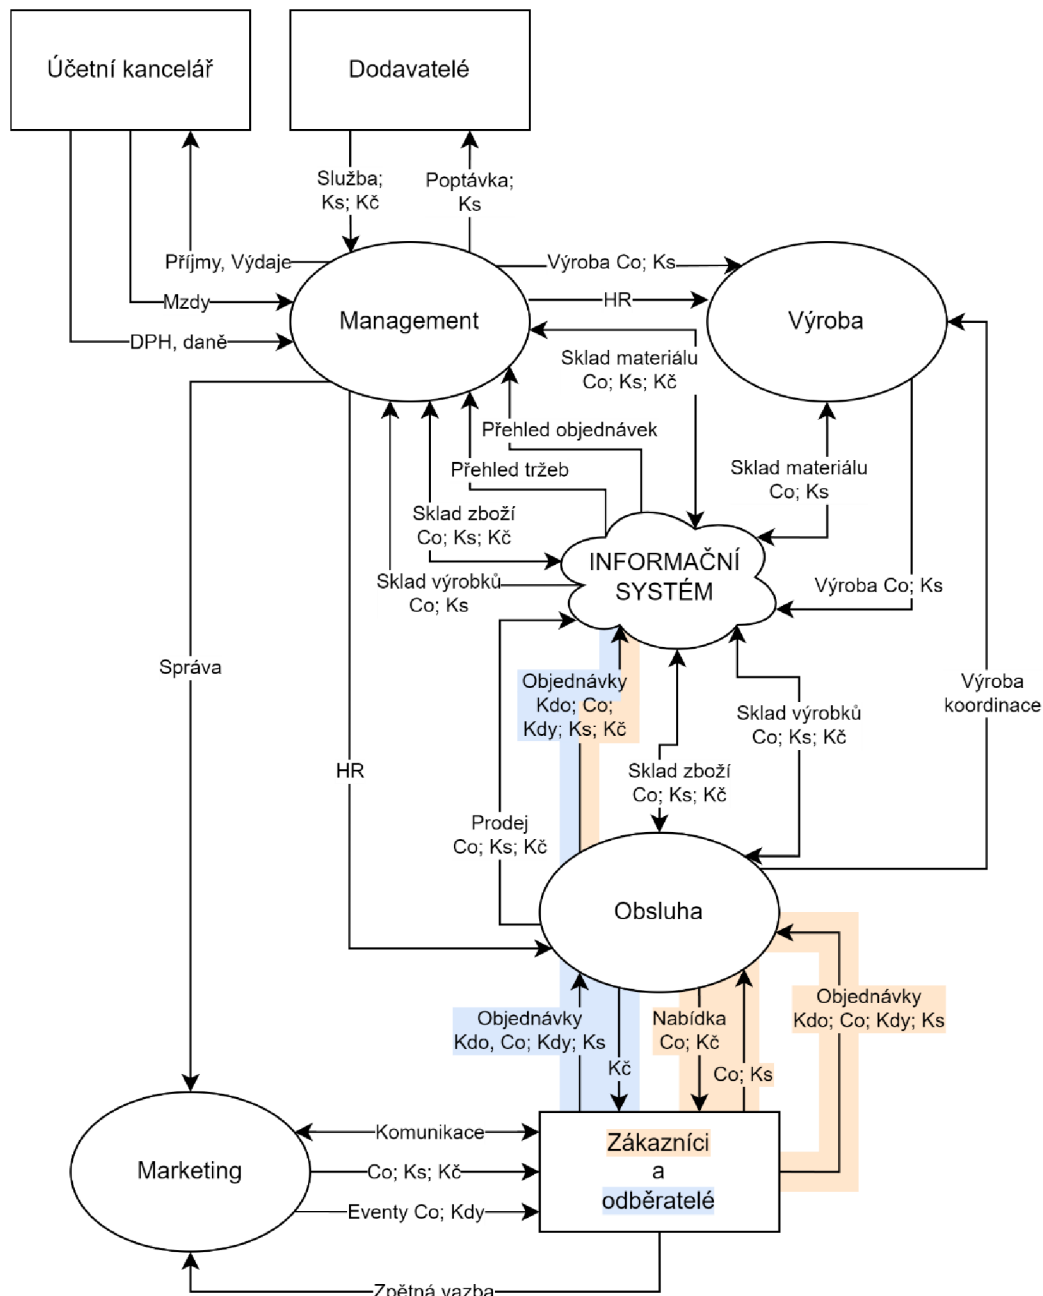 Účetní kancelář
Dodavatelé
Služba;
Ks; Kč
Poptávka;
Ks
Příjmy, Výdaje
Výroba Co; Ks
Mzdy
HR
DPH, daně
Management
Výroba
Sklad materiálu
Co; Ks; Kč
Přehled objednávek
Přehled tržeb
Sklad materiálu
Co; Ks
Sklad zboží
Co; Ks; Kč
INFORMAČNÍ
SYSTÉM
Sklad výrobků
Co; Ks
Výroba Co; Ks
Správa
Objednávky
Kdo; Co;
Kdy; Ks; Kč
Výroba
koordinace
Sklad výrobků
Co; Ks; Kč
HR
Sklad zboží
Co; Ks; Kč
Prodej
Co; Ks; Kč
Obsluha
Objednávky
Kdo, Co; Kdy; Ks
Nabídka
Co; Kč
Objednávky
Kdo; Co; Kdy; Ks
Kč
Co; Ks
Komunikace
Zákazníci
a
odběratelé
Marketing
Co; Ks; Kč
Eventy Co; Kdy
Zpětná vazba